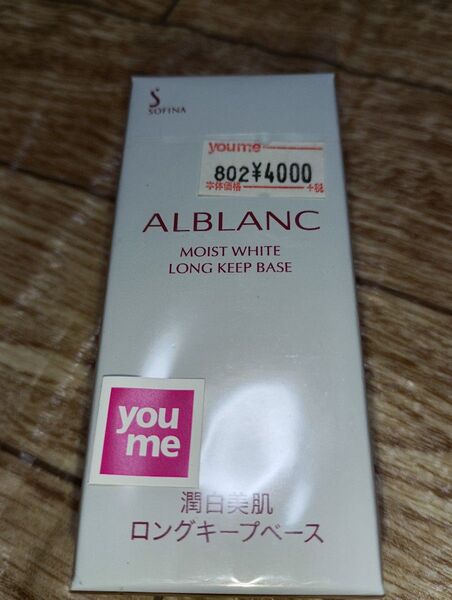 SOFINA
youme
802¥4000
本体価格 +税
ALBLANC
MOIST WHITE
LONG KEEP BASE
you
me
潤白美肌
ロングキープベース